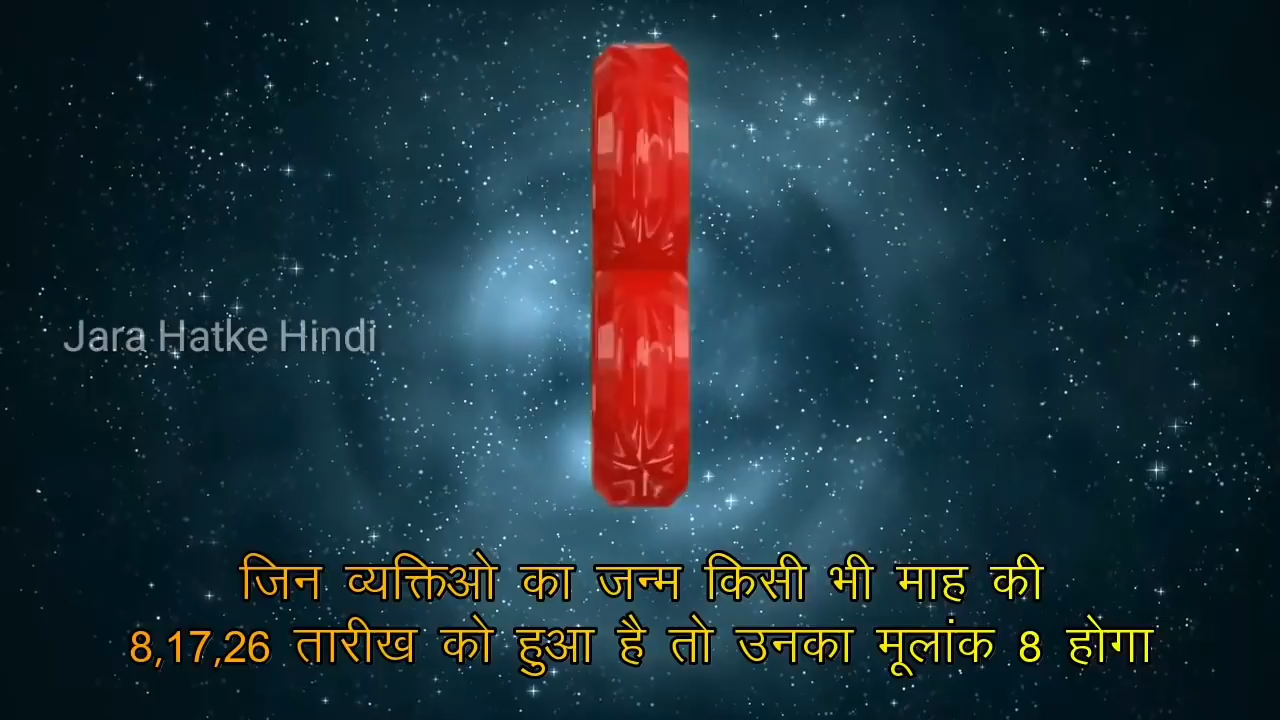 Jara Hatke Hindi
जिन व्यक्तिओ का जन्म किसी भी माह की
8,17,26 तारीख को हुआ है तो उनका मूलांक 8 होगा